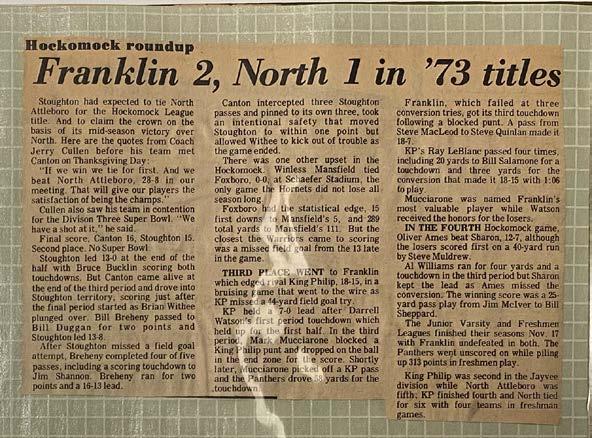 Hockomock roundup
Franklin 2, North 1 in '73 titles
Stoughton had expected to tie North
Attleboro for the Hockomock League
title. And to claim the crown on the
basis of its mid-season victory over
North. Here are the quotes from Coach
Jerry Cullen before his team met
Canton on Thanksgiving Day:
"If we win we tie for first. And we
beat North Attleboro, 28-8 in our
meeting. That will give our players the
satisfaction of being the champs."
Cullen also saw his team in contention
for the Division Three Super Bowl. "We
have a shot at it," he said.
Final score, Canton 16, Stoughton 15.
Second place. No Super Bowl.
Stoughton led 13-0 at the end of the
half with Bruce Bucklin scoring both
touchdowns. But Canton came alive at
the end of the third period and drove into
Stoughton territory, scoring just after
the final period started as Brian Withee
plunged over. Bill Breheny passed to
Bill Duggan for two points and
Stoughton led 13-8.
After Stoughton missed a field goal
attempt, Breheny completed four of five
passes, including a scoring touchdown to
Jim Shannon. Breheny ran for two
points and a 16-13 lead.
Canton intercepted three Stoughton
passes and pinned to its own three, took
an intentional safety that moved
Stoughton to within one point but
allowed Withee to kick out of trouble as
the game ended.
There was one other upset in the
Hockomock. Winless Mansfield tied
Foxboro, 0-0, at Schaefer Stadium, the
only game the Hornets did not lose all
season long.
Foxboro had the statistical edge, 15
first downs to Mansfield's 5, and 289
total yards to Mansfield's 111. But the
closest the Warriors came to scoring
was a missed field goal from the 13 late
in the game.
THIRD PLACE WENT to Franklin
which edged rival King Philip, 18-15, in a
bruising game that went to the wire as
KP missed a 44-yard field goal try.
KP held a 7-0 lead after Darrell
Watson's first period touchdown which
held up for the first half. In the third
period, Mark Mucciarone blocked a
King Philip punt and dropped on the ball
in the end zone for the score. Shortly
later, Mucciarone picked off a KP pass
and the Panthers drove 58 yards for the
touchdown.
Franklin, which failed at three
conversion tries, got its third touchdown
following a blocked punt. A pass from
Steve MacLeod to Steve Quinlan made it
18-7.
KP's Ray LeBlanc passed four times,
including 20 yards to Bill Salamone for a
touchdown and three yards for the
conversion that made it 18-15 with 1:06
to play.
Mucciarone was named Franklin's
most valuable player while Watson
received the honors for the losers.
IN THE FOURTH Hockomock game,
Oliver Ames beat Sharon, 12-7, although
the losers scored first on a 40-yard run
by Steve Muldrew.
Al Williams ran for four yards and a
touchdown in the third period but Sharon
kept the lead as Ames missed the
conversion. The winning score was a 25-
yard pass play from Jim McIver to Bill
Sheppard.
The Junior Varsity and Freshmen
Leagues finished their seasons Nov. 17
with Franklin undefeated in both. The
Panthers went unscored on while piling
up 313 points in freshmen play.
King Philip was second in the Jayvee
division while North Attleboro was
fifth. KP finished fourth and North tied
for six with four teams in freshman
games.